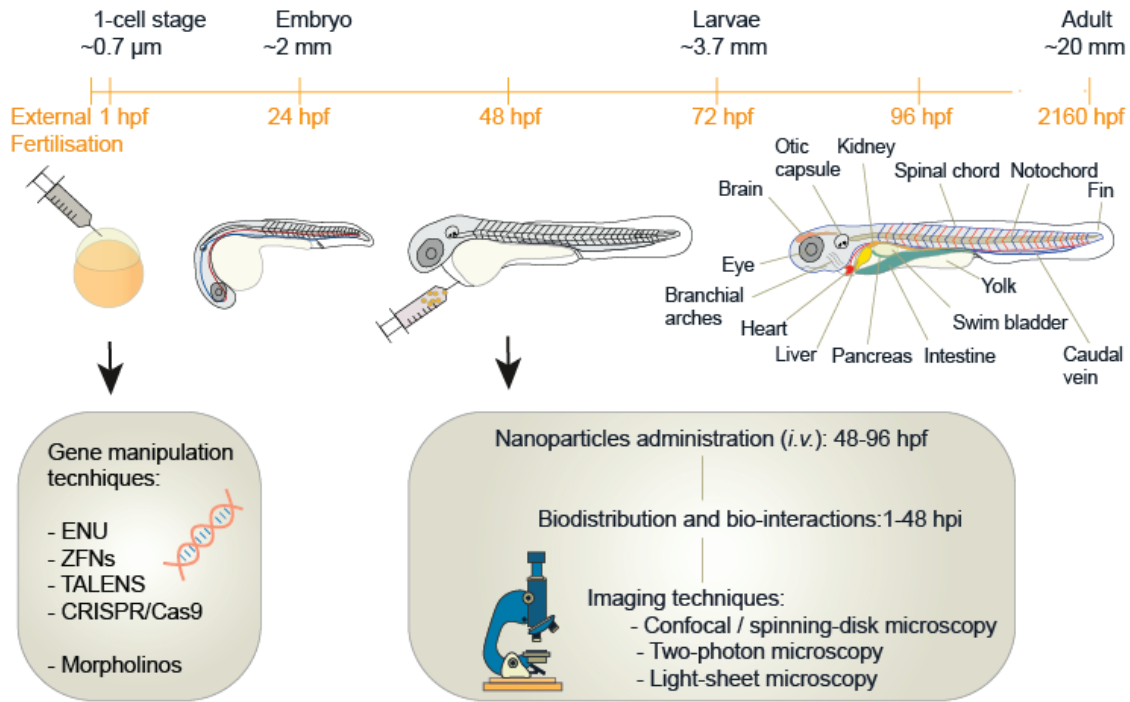 1-cell stage
~0.7 µm
Embryo
~2 mm
Larvae
~3.7 mm
Adult
~20 mm
External
Fertilisation
1 hpf
24 hpf
48 hpf
72 hpf
96 hpf
2160 hpf
Otic
capsule
Kidney
Spinal chord
Notochord
Brain
Fin
Eye
Yolk
Branchial
arches
Heart
Swim bladder
Liver
Pancreas
Intestine
Caudal
vein
Gene manipulation
tecnhiques:
- ENU
- ZFNs
- TALENS
- CRISPR/Cas9
- Morpholinos
Nanoparticles administration (i.v.): 48-96 hpf
Biodistribution and bio-interactions:1-48 hpi
Imaging techniques:
- Confocal / spinning-disk microscopy
- Two-photon microscopy
- Light-sheet microscopy